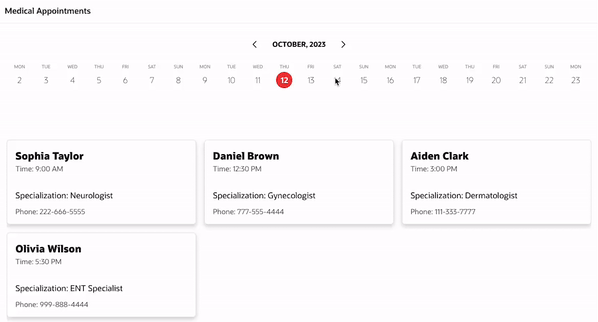 Medical Appointments
OCTOBER, 2023
MON TUE WED THU FRI SAT SUN MON TUE WED THU FRI SAT SUN MON TUE WED THU FRI SAT SUN MON
2 3 4 5 6 7 8 9 10 11 12 13 15 16 17 18 19 20 21 22 23
Sophia Taylor
Time: 9:00 AM
Specialization: Neurologist
Phone: 222-666-5555
Daniel Brown
Time: 12:30 PM
Specialization: Gynecologist
Phone: 777-555-4444
Aiden Clark
Time: 3:00 PM
Specialization: Dermatologist
Phone: 111-333-7777
Olivia Wilson
Time: 5:30 PM
Specialization: ENT Specialist
Phone: 999-888-4444